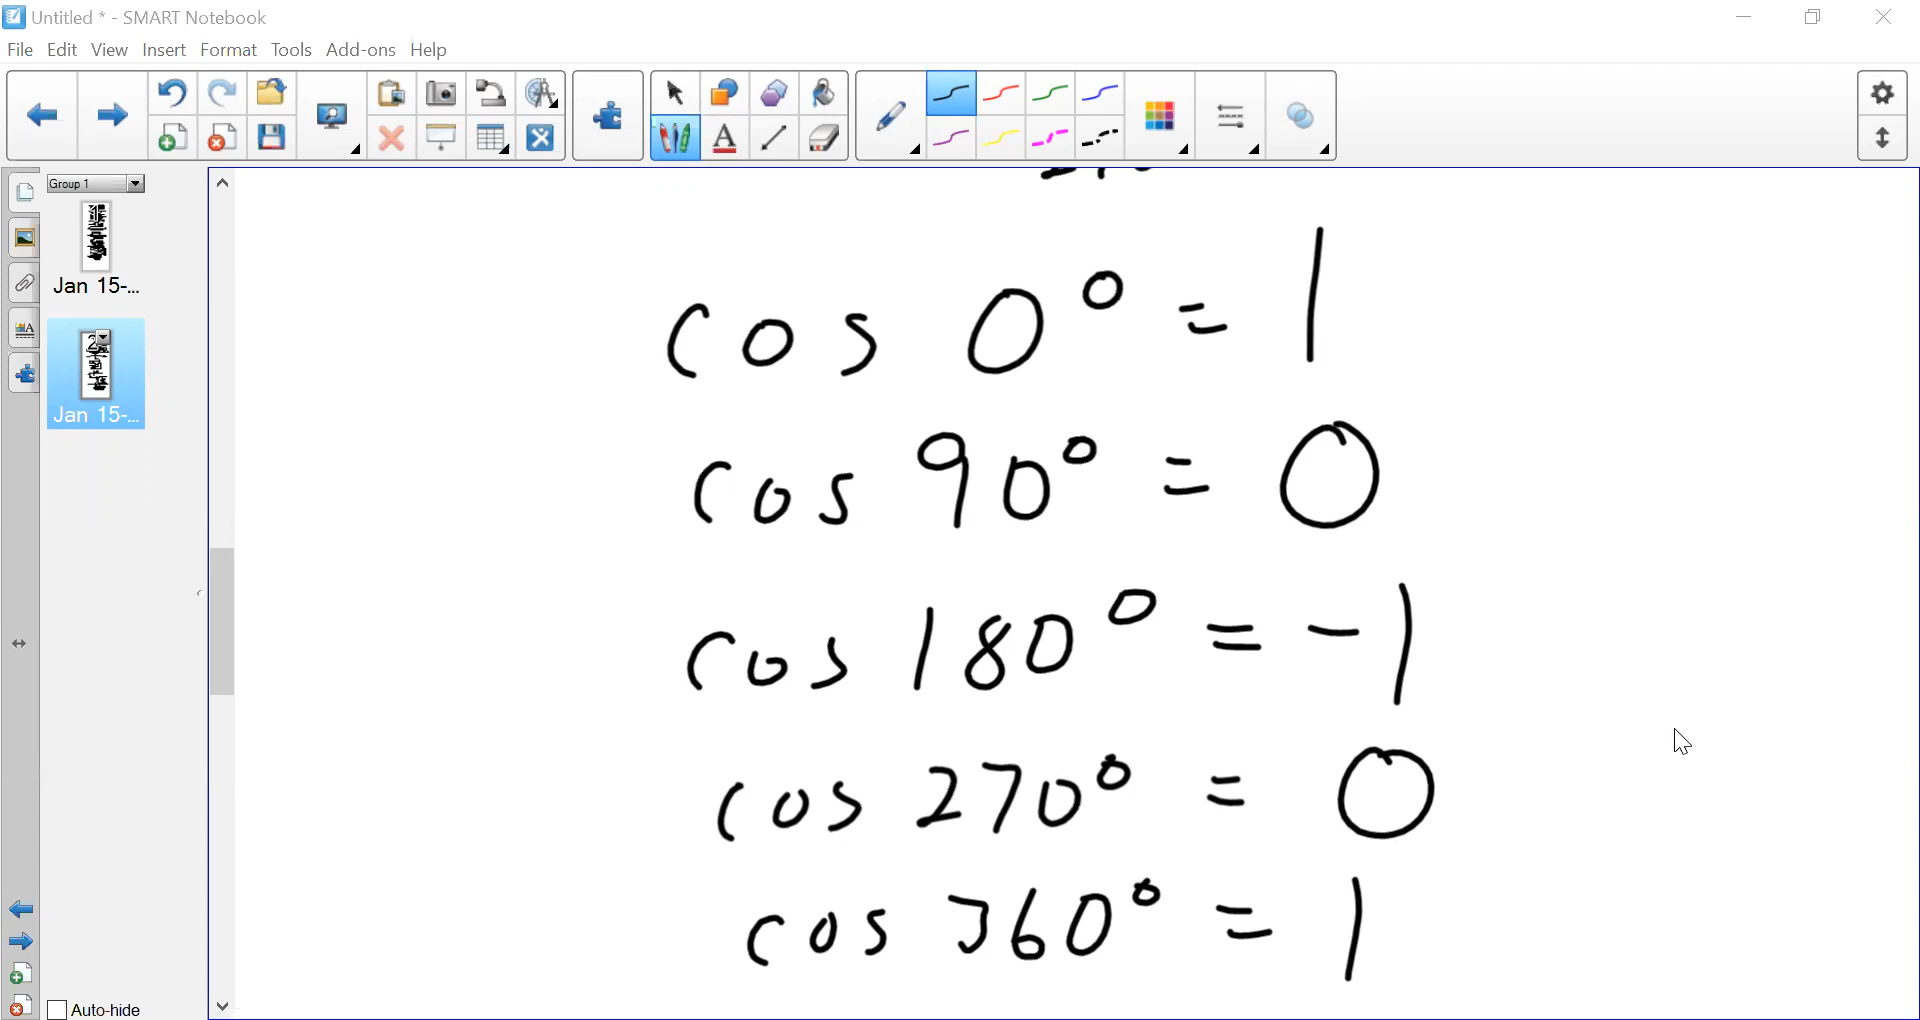 Untitled * - SMART Notebook
File Edit View Insert Format Tools Add-ons Help
Group 1
Jan 15-...
2
Jan 15-...
cos 0° = 1
cos 90° = 0
cos 180° = -1
cos 270° = 0
cos 360° = 1
Auto-hide